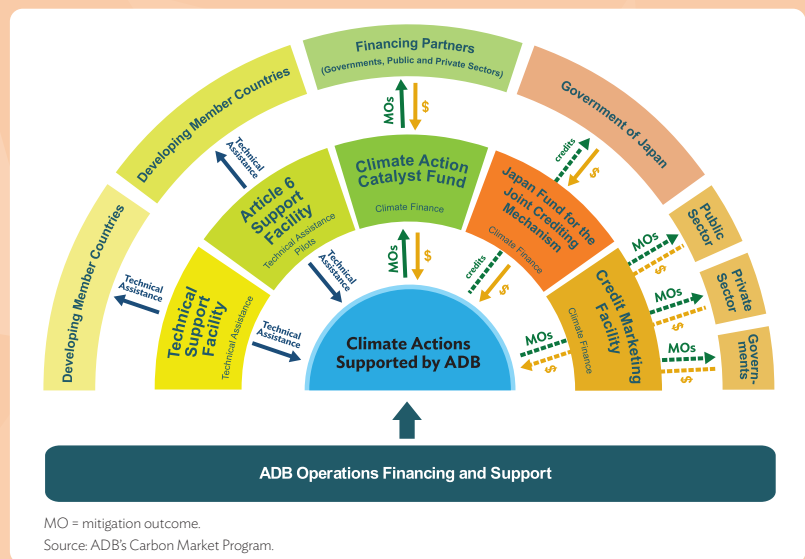 Financing Partners
(Governments, Public and Private Sectors)
Developing Member Countries
Government of Japan
MOs
$
Technical
Assistance
credits
$
Climate Action
Catalyst Fund
Climate Finance
Article 6
Support
Facility
Technical Assistance
Pilots
Japan Fund for the
Joint Crediting
Mechanism
Climate Finance
Developing Member Countries
Public
Sector
MOs
$
Technical
Assistance
MOs
$
credits
$
Technical
Assistance
Private
Sector
MOs
$
Technical
Support
Facility
Technical Assistance
Credit Marketing
Facility
Climate Finance
Technical
Assistance
Climate Actions
Supported by ADB
MOs
$
MOs
$
Govern-
ments
ADB Operations Financing and Support
MO = mitigation outcome.
Source: ADB's Carbon Market Program.